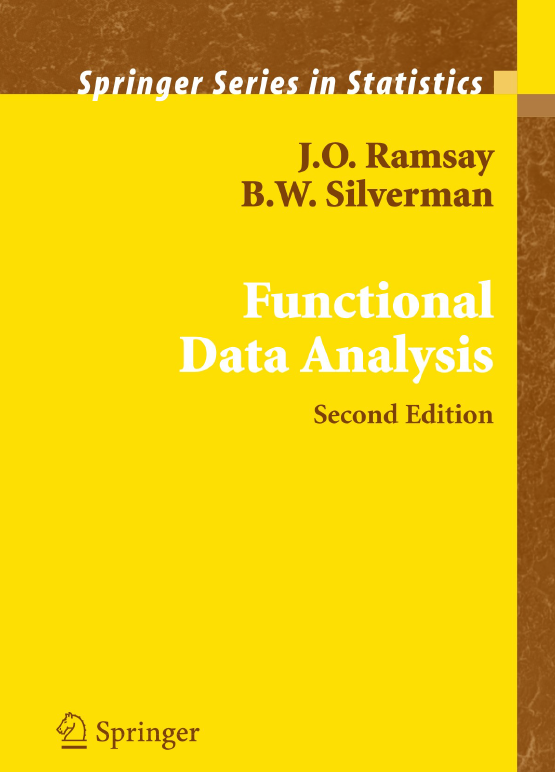 Springer Series in Statistics
J.O. Ramsay
B.W. Silverman
Functional
Data Analysis
Second Edition
Springer